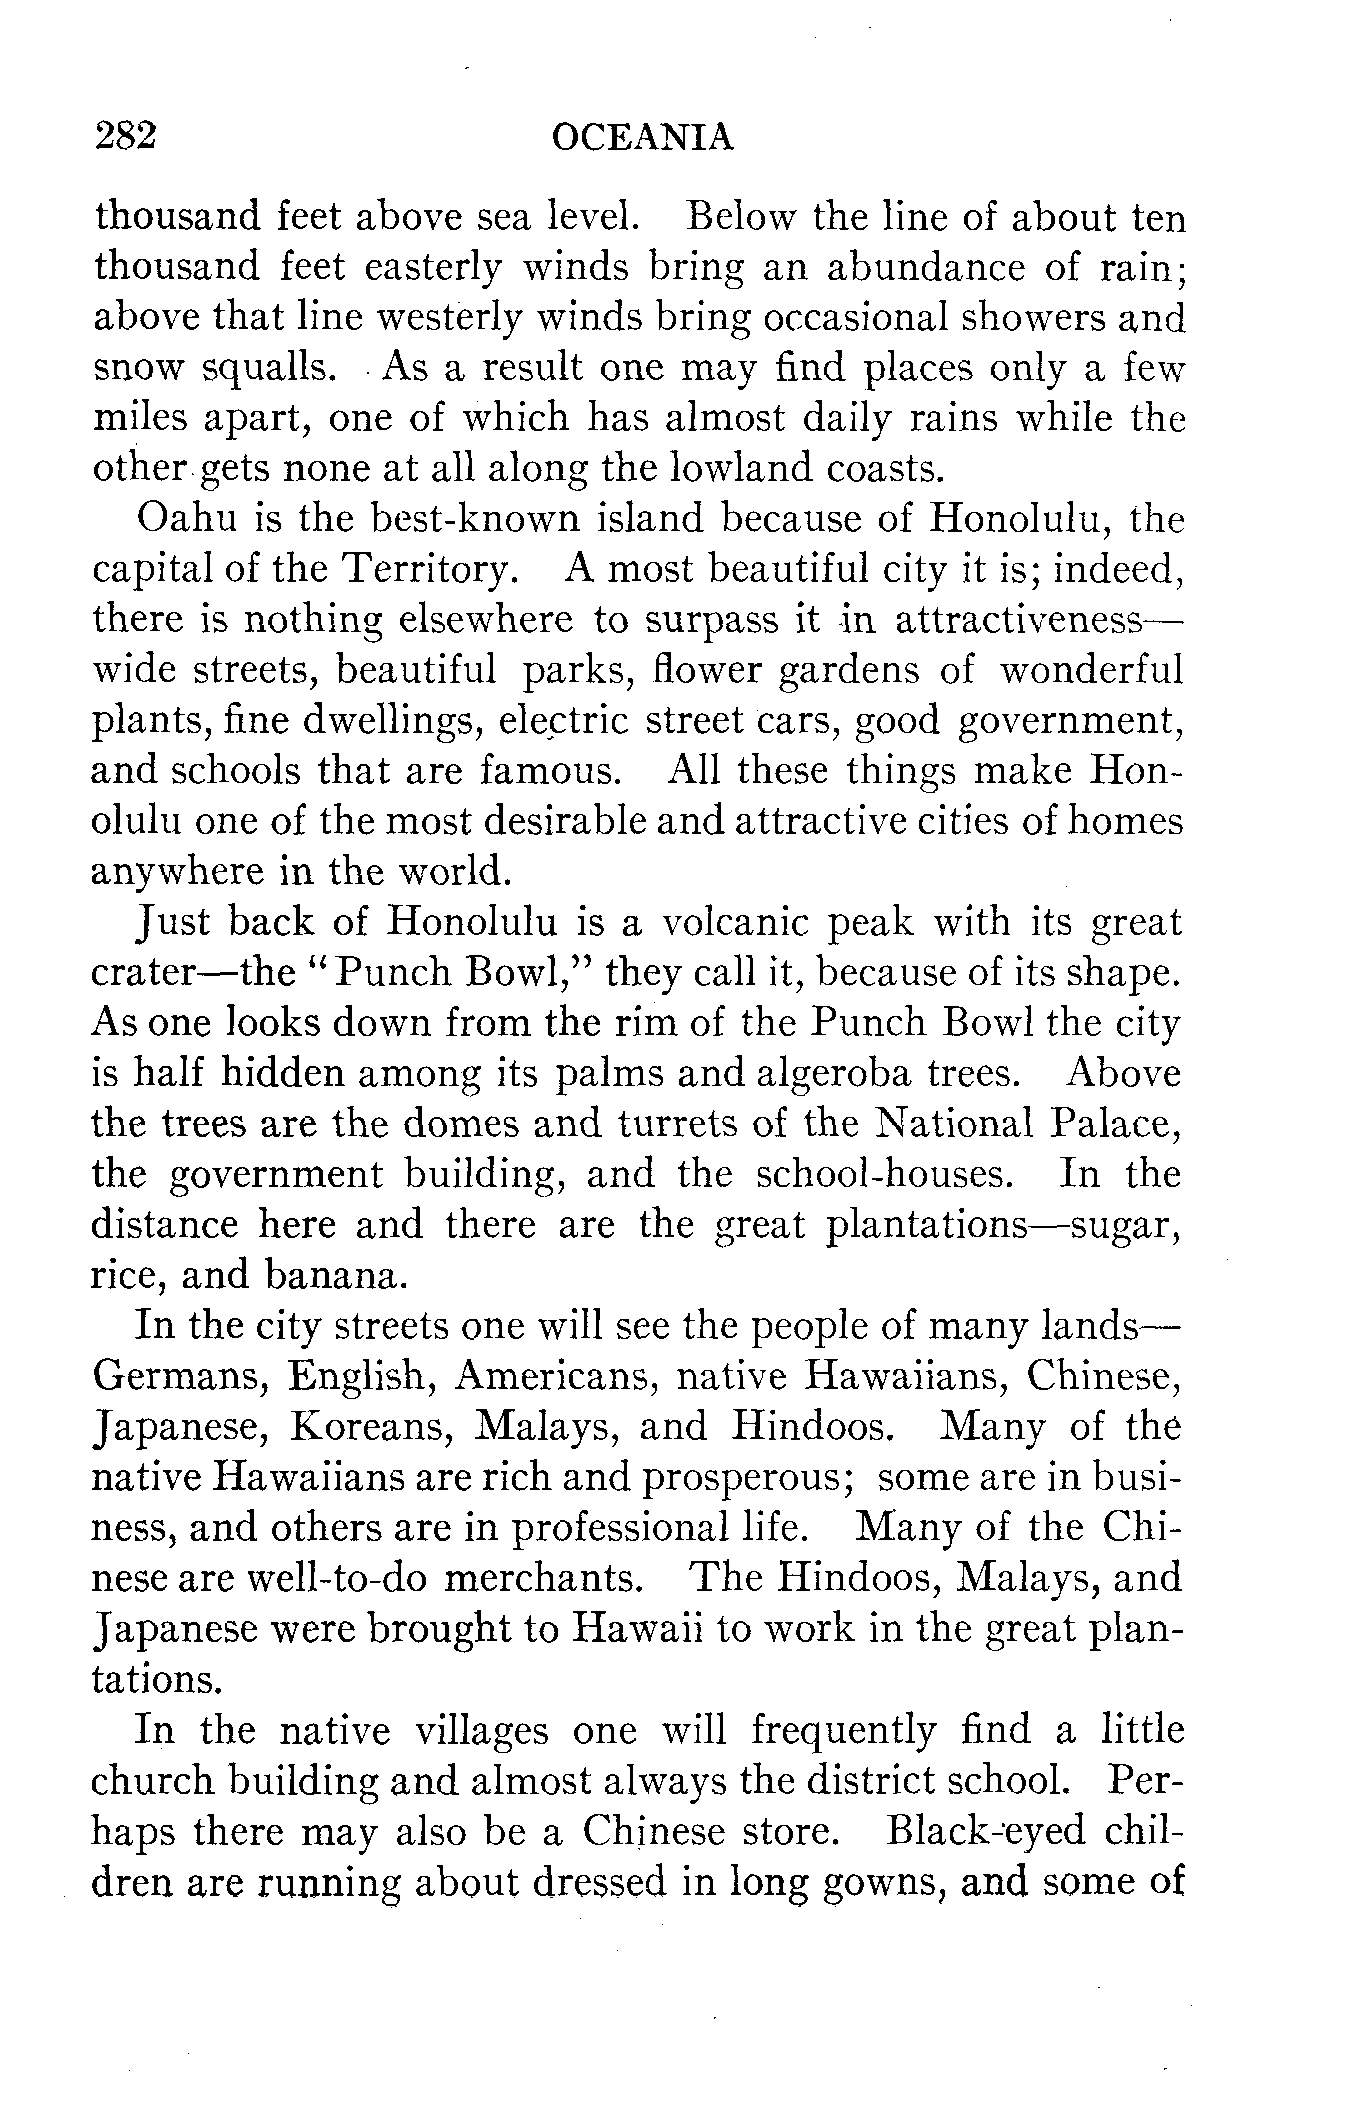 282 OCEANIA
thousand feet above sea level. Below the line of about ten
thousand feet easterly winds bring an abundance of rain;
above that line westerly winds bring occasional showers and
snow squalls. As a result one may find places only a few
miles apart, one of which has almost daily rains while the
other gets none at all along the lowland coasts.
Oahu is the best-known island because of Honolulu, the
capital of the Territory. A most beautiful city it is; indeed,
there is nothing elsewhere to surpass it in attractiveness—
wide streets, beautiful parks, flower gardens of wonderful
plants, fine dwellings, electric street cars, good government,
and schools that are famous. All these things make Hon-
olulu one of the most desirable and attractive cities of homes
anywhere in the world.
Just back of Honolulu is a volcanic peak with its great
crater—the "Punch Bowl," they call it, because of its shape.
As one looks down from the rim of the Punch Bowl the city
is half hidden among its palms and algeroba trees. Above
the trees are the domes and turrets of the National Palace,
the government building, and the school-houses. In the
distance here and there are the great plantations—sugar,
rice, and banana.
In the city streets one will see the people of many lands—
Germans, English, Americans, native Hawaiians, Chinese,
Japanese, Koreans, Malays, and Hindoos. Many of the
native Hawaiians are rich and prosperous; some are in busi-
ness, and others are in professional life. Many of the Chi-
nese are well-to-do merchants. The Hindoos, Malays, and
Japanese were brought to Hawaii to work in the great plan-
tations.
In the native villages one will frequently find a little
church building and almost always the district school. Per-
haps there may also be a Chinese store. Black-eyed chil-
dren are running about dressed in long gowns, and some of